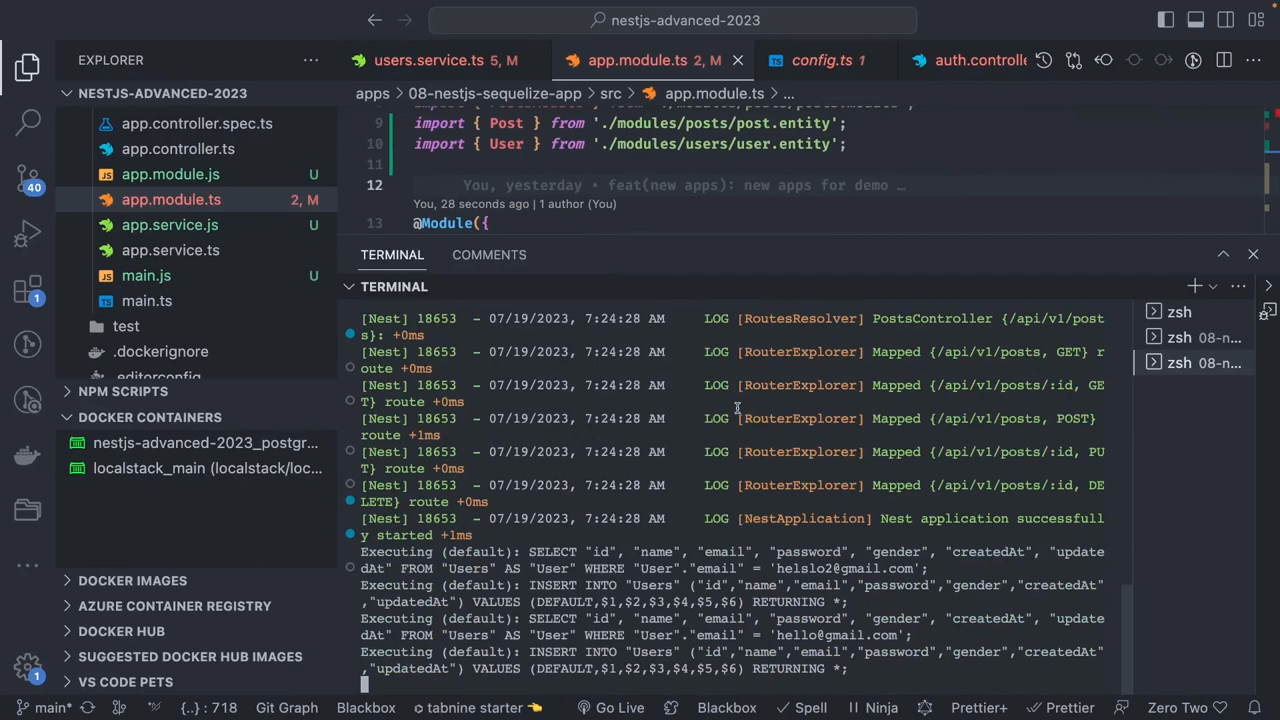 nestjs-advanced-2023
EXPLORER
users.service.ts 5, M
app.module.ts 2, M
config.ts 1
auth.controlle
NESTJS-ADVANCED-2023
apps > 08-nestjs-sequelize-app > src > app.module.ts > ...
app.controller.spec.ts
app.controller.ts
app.module.js U
app.module.ts 2, M
app.service.js U
app.service.ts
main.js U
main.ts
test
.dockerignore
.editorconfig
NPM SCRIPTS
DOCKER CONTAINERS
nestjs-advanced-2023_postgr...
localstack_main (localstack/loc...
DOCKER IMAGES
AZURE CONTAINER REGISTRY
DOCKER HUB
SUGGESTED DOCKER HUB IMAGES
VS CODE PETS
40
1
1
9 import { Post } from './modules/posts/post.entity';
10 import { User } from './modules/users/user.entity';
11
12 You, yesterday • feat(new apps): new apps for demo …
You, 28 seconds ago | 1 author (You)
13 @Module({
TERMINAL COMMENTS
TERMINAL
[Nest] 18653 - 07/19/2023, 7:24:28 AM LOG [RoutesResolver] PostsController {/api/v1/post
s}: +0ms
[Nest] 18653 - 07/19/2023, 7:24:28 AM LOG [RouterExplorer] Mapped {/api/v1/posts, GET} r
oute +0ms
[Nest] 18653 - 07/19/2023, 7:24:28 AM LOG [RouterExplorer] Mapped {/api/v1/posts/:id, GE
T} route +0ms
[Nest] 18653 - 07/19/2023, 7:24:28 AM LOG [RouterExplorer] Mapped {/api/v1/posts, POST}
route +1ms
[Nest] 18653 - 07/19/2023, 7:24:28 AM LOG [RouterExplorer] Mapped {/api/v1/posts/:id, PU
T} route +0ms
[Nest] 18653 - 07/19/2023, 7:24:28 AM LOG [RouterExplorer] Mapped {/api/v1/posts/:id, DE
LETE} route +0ms
[Nest] 18653 - 07/19/2023, 7:24:28 AM LOG [NestApplication] Nest application successfull
y started +1ms
Executing (default): SELECT "id", "name", "email", "password", "gender", "createdAt", "update
dAt" FROM "Users" AS "User" WHERE "User"."email" = 'helslo2@gmail.com';
Executing (default): INSERT INTO "Users" ("id","name","email","password","gender","createdAt"
,"updatedAt") VALUES (DEFAULT,$1,$2,$3,$4,$5,$6) RETURNING *;
Executing (default): SELECT "id", "name", "email", "password", "gender", "createdAt", "update
dAt" FROM "Users" AS "User" WHERE "User"."email" = 'hello@gmail.com';
Executing (default): INSERT INTO "Users" ("id","name","email","password","gender","createdAt"
,"updatedAt") VALUES (DEFAULT,$1,$2,$3,$4,$5,$6) RETURNING *;
zsh
zsh 08-n...
zsh 08-n...
main* {..} : 718 Git Graph Blackbox tabnine starter Go Live Blackbox Spell Ninja Prettier+ Prettier Zero Two